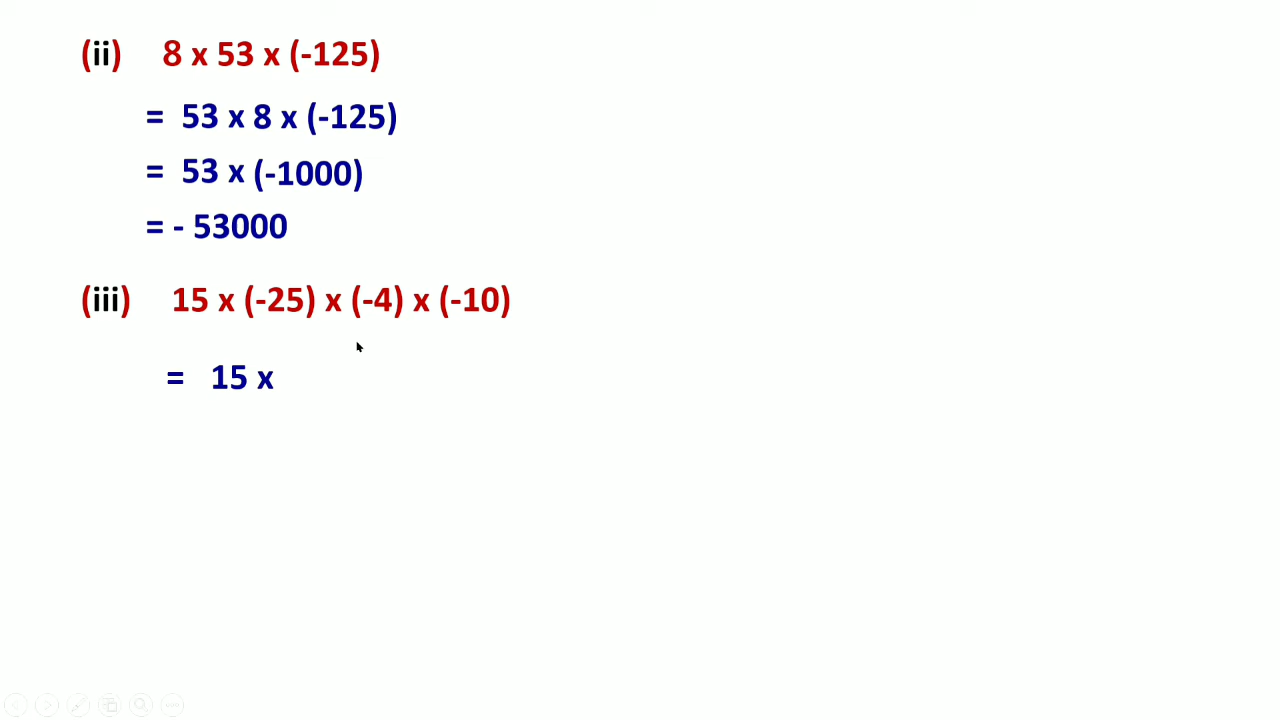 (ii) 8 x 53 x (-125)
= 53 x 8 x (-125)
= 53 x (-1000)
= - 53000
(iii) 15 x (-25) x (-4) x (-10)
= 15 x